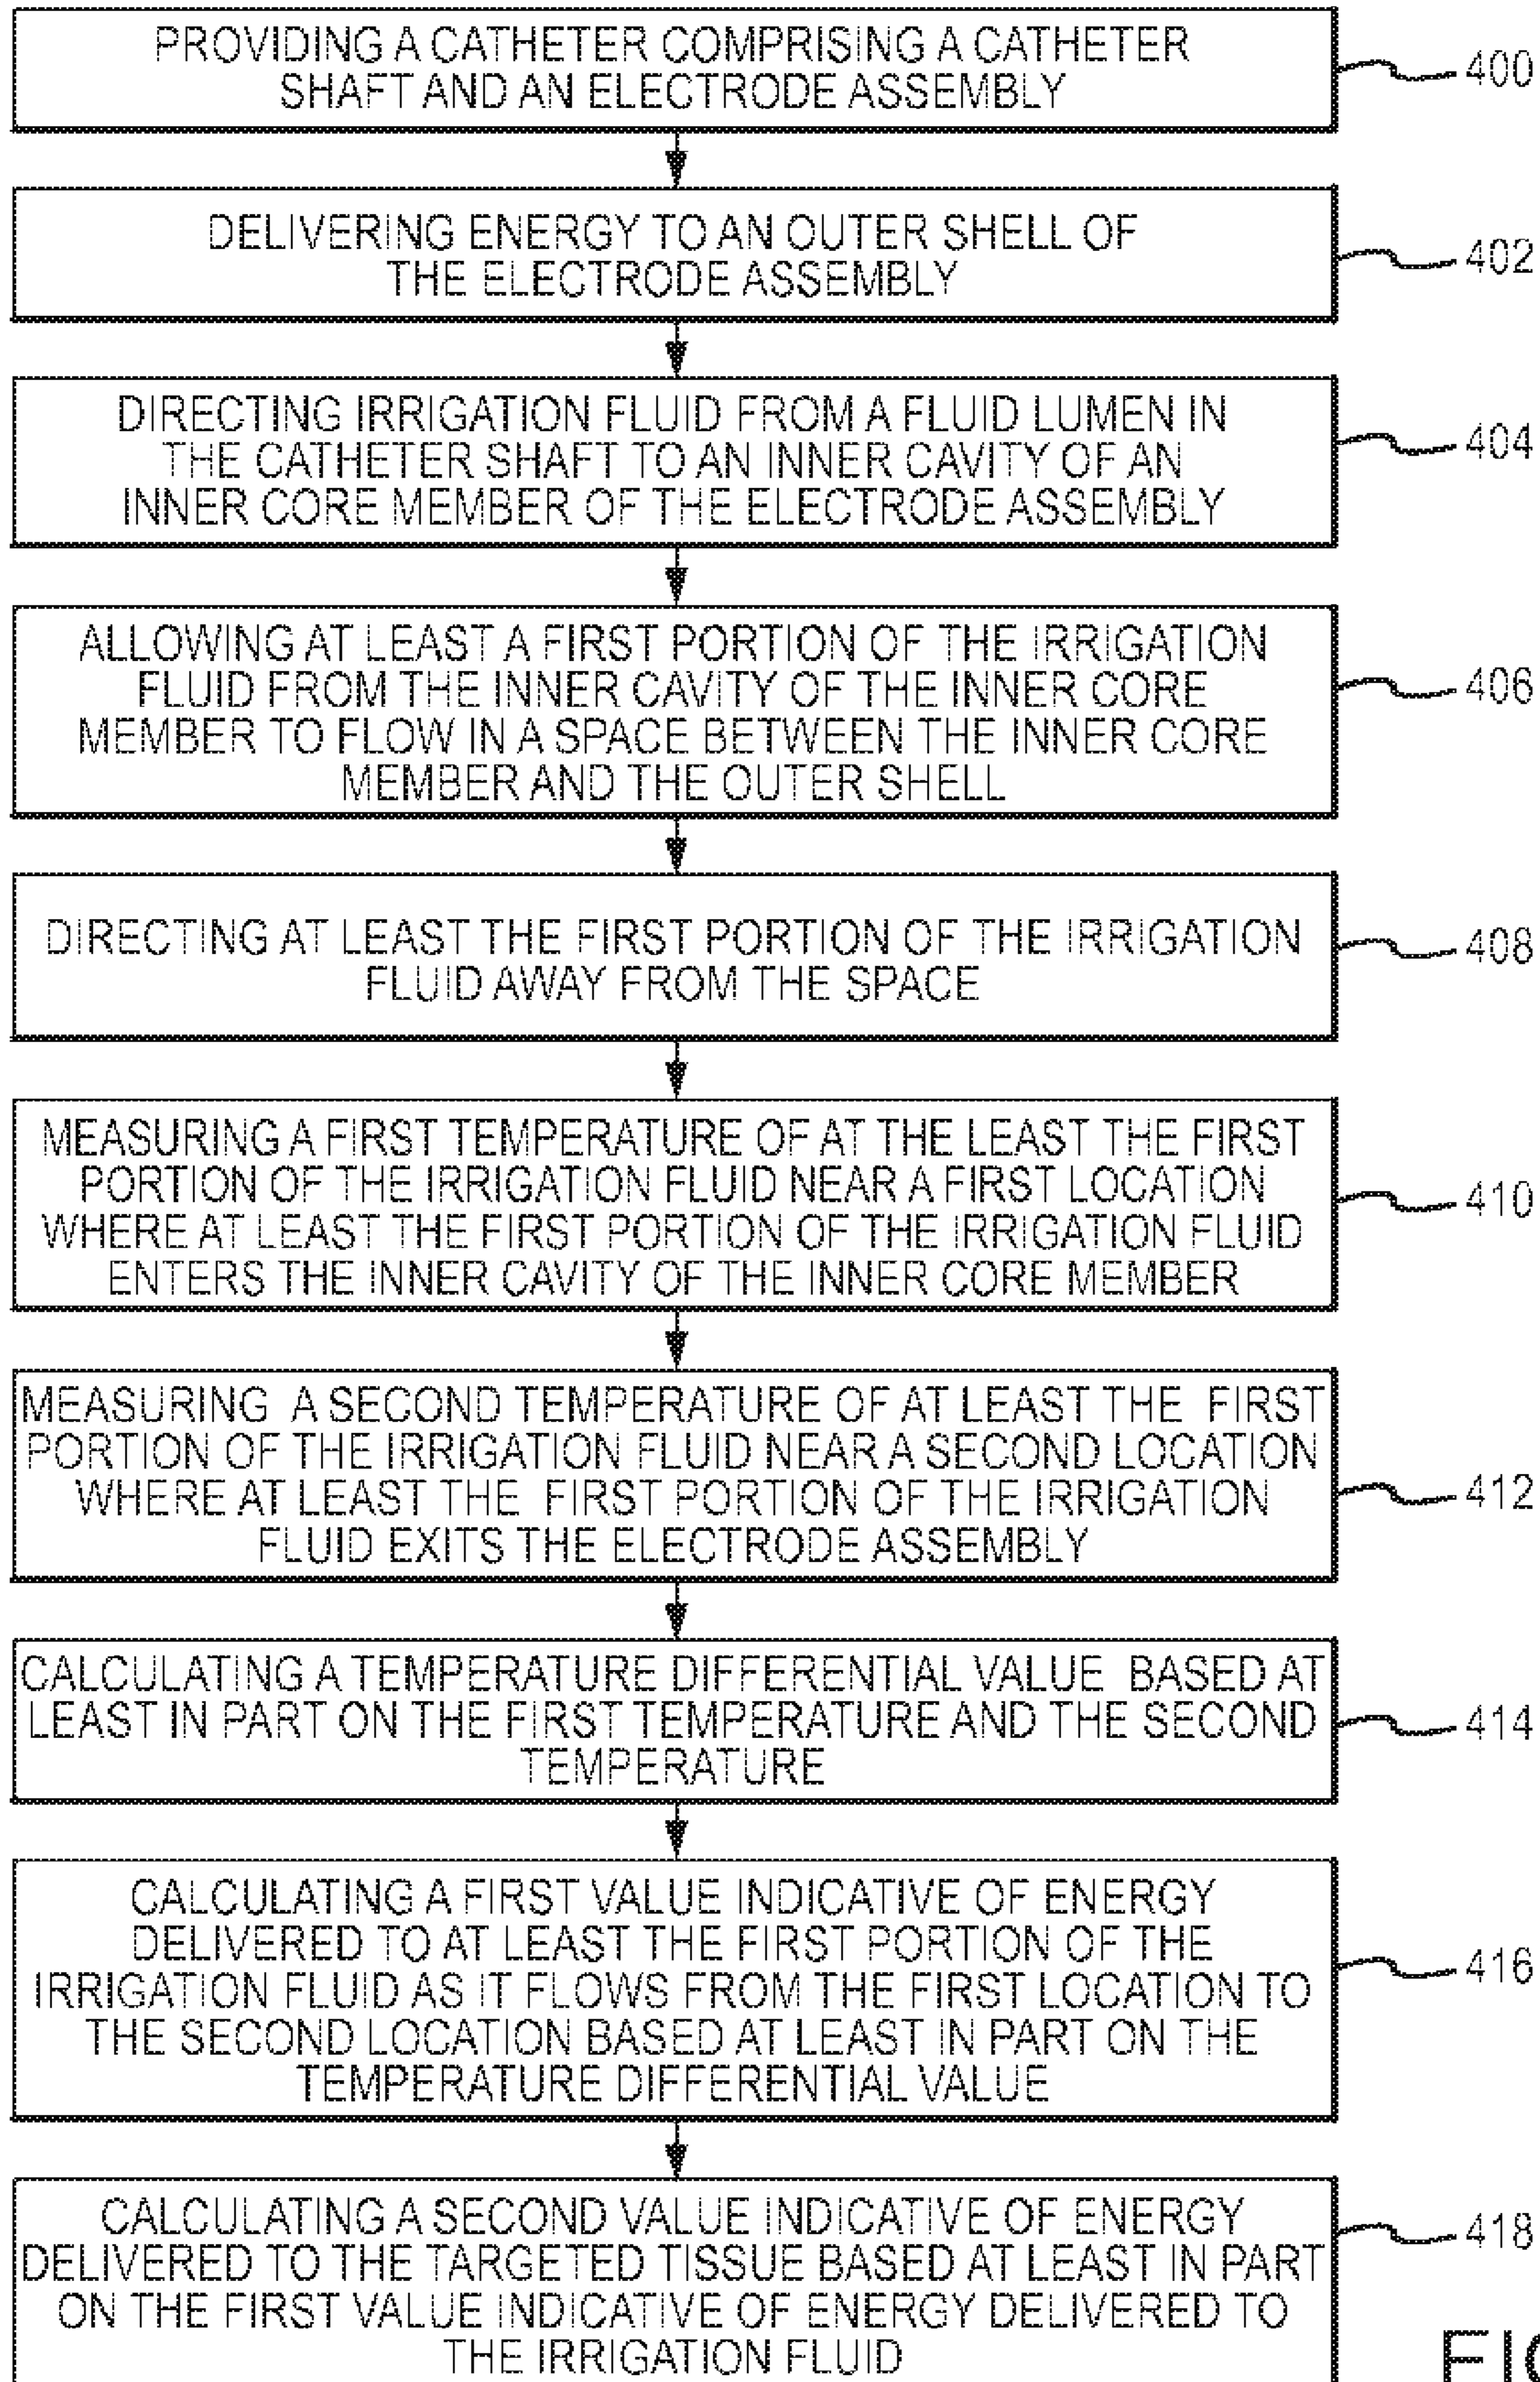 PROVIDING A CATHETER COMPRISING A CATHETER
SHAFT AND AN ELECTRODE ASSEMBLY
400
DELIVERING ENERGY TO AN OUTER SHELL OF
THE ELECTRODE ASSEMBLY
402
DIRECTING IRRIGATION FLUID FROM A FLUID LUMEN IN
THE CATHETER SHAFT TO AN INNER CAVITY OF AN
INNER CORE MEMBER OF THE ELECTRODE ASSEMBLY
404
ALLOWING AT LEAST A FIRST PORTION OF THE IRRIGATION
FLUID FROM THE INNER CAVITY OF THE INNER CORE
MEMBER TO FLOW IN A SPACE BETWEEN THE INNER CORE
MEMBER AND THE OUTER SHELL
406
DIRECTING AT LEAST THE FIRST PORTION OF THE IRRIGATION
FLUID AWAY FROM THE SPACE
408
MEASURING A FIRST TEMPERATURE OF AT THE LEAST THE FIRST
PORTION OF THE IRRIGATION FLUID NEAR A FIRST LOCATION
WHERE AT LEAST THE FIRST PORTION OF THE IRRIGATION FLUID
ENTERS THE INNER CAVITY OF THE INNER CORE MEMBER
410
MEASURING A SECOND TEMPERATURE OF AT LEAST THE FIRST
PORTION OF THE IRRIGATION FLUID NEAR A SECOND LOCATION
WHERE AT LEAST THE FIRST PORTION OF THE IRRIGATION
FLUID EXITS THE ELECTRODE ASSEMBLY
412
CALCULATING A TEMPERATURE DIFFERENTIAL VALUE BASED AT
LEAST IN PART ON THE FIRST TEMPERATURE AND THE SECOND
TEMPERATURE
414
CALCULATING A FIRST VALUE INDICATIVE OF ENERGY
DELIVERED TO AT LEAST THE FIRST PORTION OF THE
IRRIGATION FLUID AS IT FLOWS FROM THE FIRST LOCATION TO
THE SECOND LOCATION BASED AT LEAST IN PART ON THE
TEMPERATURE DIFFERENTIAL VALUE
416
CALCULATING A SECOND VALUE INDICATIVE OF ENERGY
DELIVERED TO THE TARGETED TISSUE BASED AT LEAST IN PART
ON THE FIRST VALUE INDICATIVE OF ENERGY DELIVERED TO
THE IRRIGATION FLUID
418